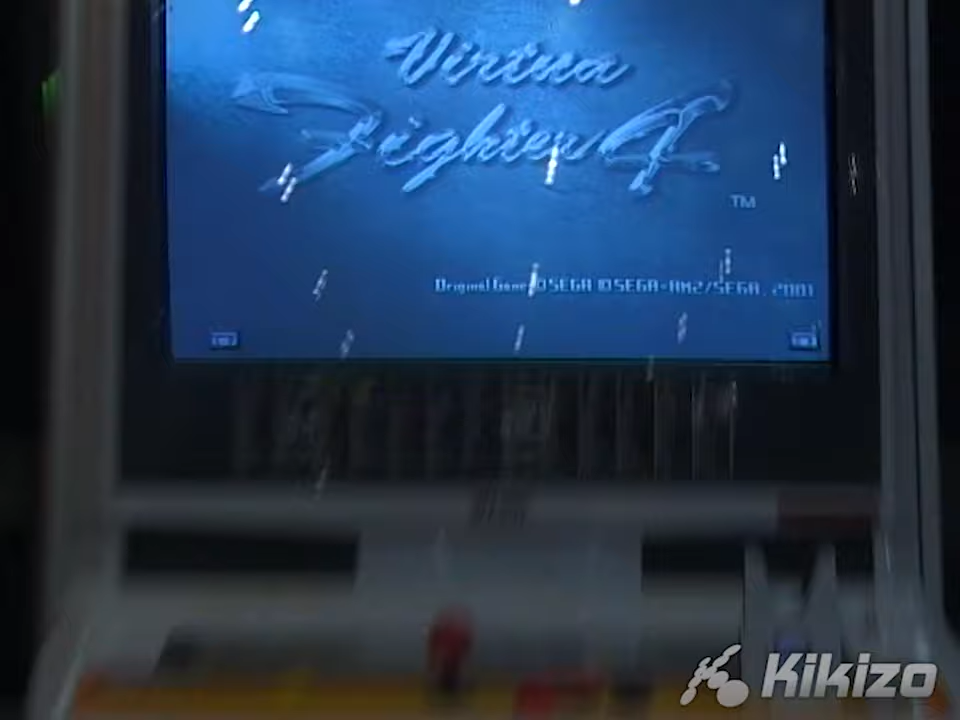 Virtua
Fighter 4
TM
Original Game ©SEGA ©SEGA-AM2/SEGA, 2001
Kikizo